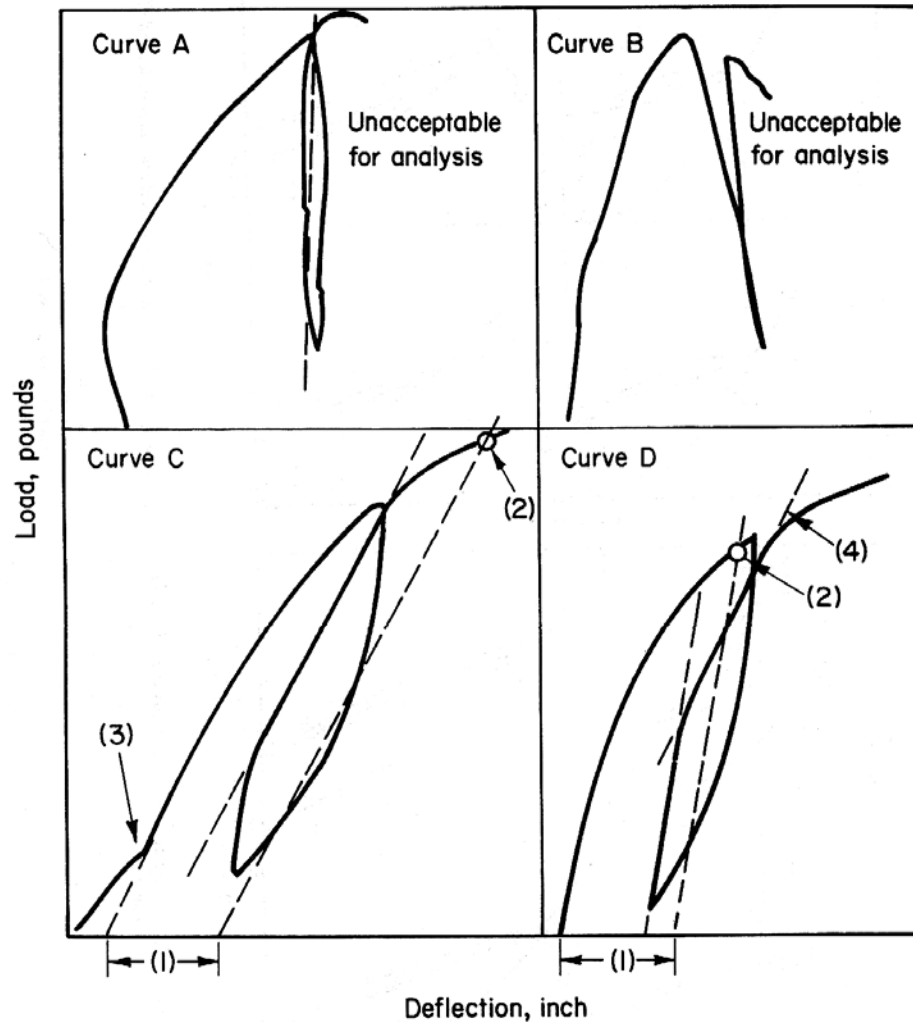 Curve A
Unacceptable
for analysis
Curve B
Unacceptable
for analysis
Load, pounds
Curve C
(2)
(3)
(1)
Curve D
(4)
(2)
(1)
Deflection, inch